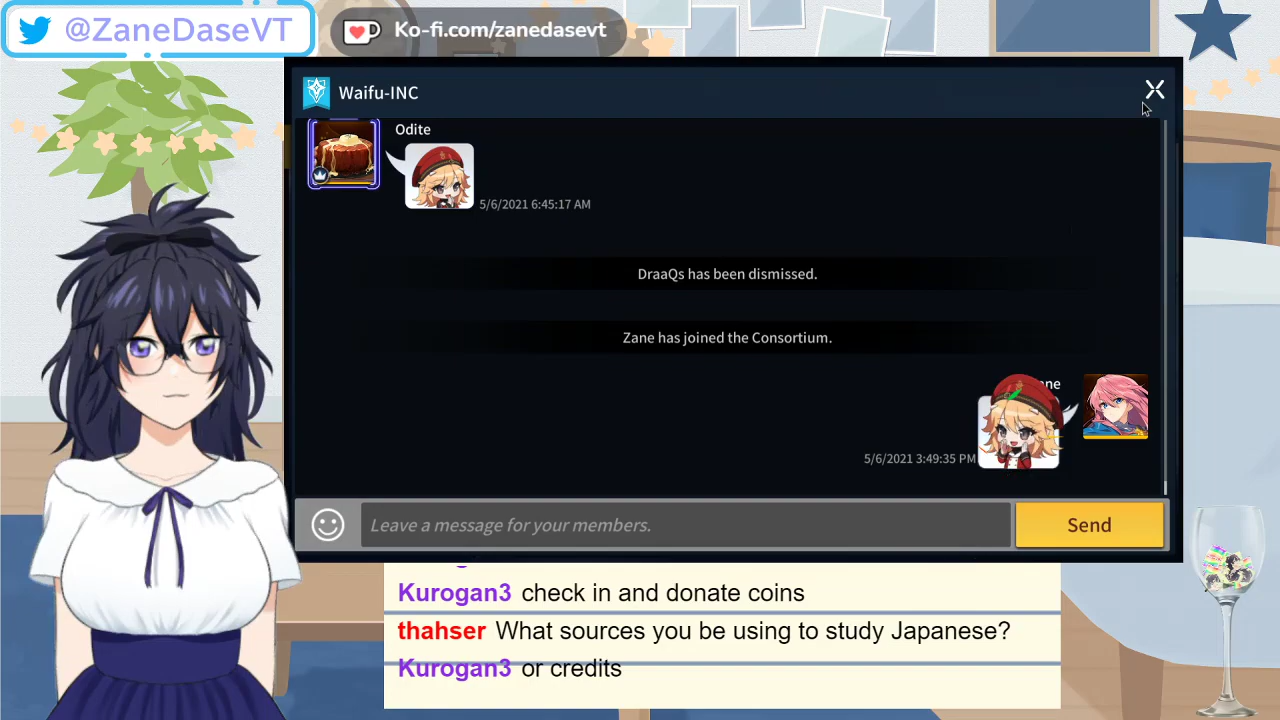 @ZaneDaseVT
Ko-fi.com/zanedasevt
Waifu-INC
Odite
5/6/2021 6:45:17 AM
DraaQs has been dismissed.
Zane has joined the Consortium.
5/6/2021 3:49:35 PM
Leave a message for your members.
Send
Kurogan3 check in and donate coins
thahser What sources you be using to study Japanese?
Kurogan3 or credits